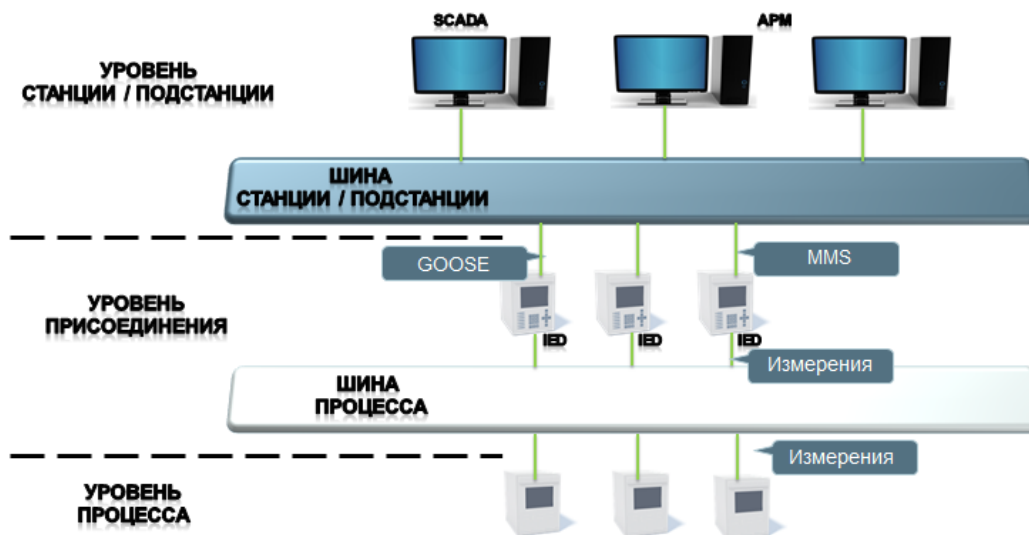 SCADA
АРМ
УРОВЕНЬ
СТАНЦИИ / ПОДСТАНЦИИ
ШИНА
СТАНЦИИ / ПОДСТАНЦИИ
GOOSE
MMS
УРОВЕНЬ
ПРИСОЕДИНЕНИЯ
IED
IED
IED
Измерения
ШИНА
ПРОЦЕССА
Измерения
УРОВЕНЬ
ПРОЦЕССА